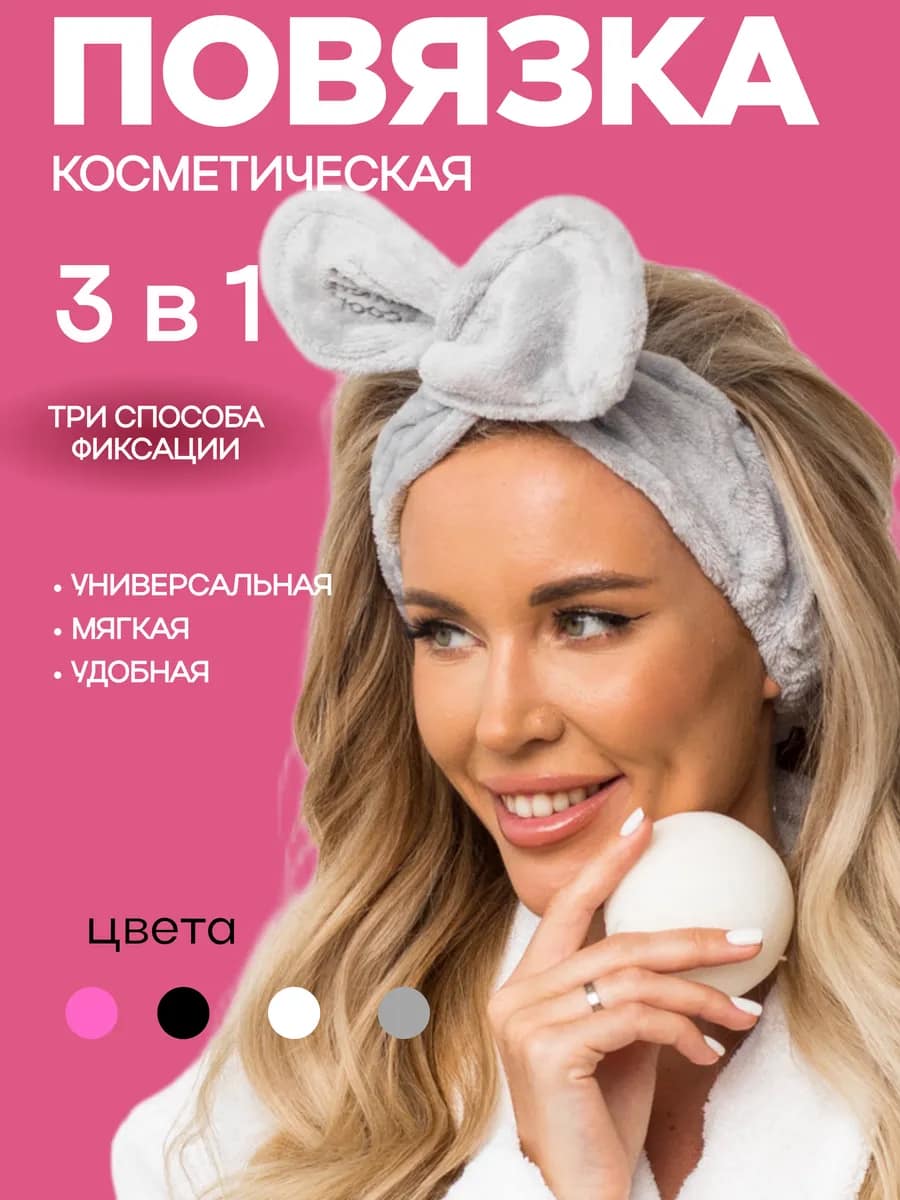 ПОВЯЗКА
КОСМЕТИЧЕСКАЯ
3 в 1
ТРИ СПОСОБА
ФИКСАЦИИ
• УНИВЕРСАЛЬНАЯ
• МЯГКАЯ
• УДОБНАЯ
цвета